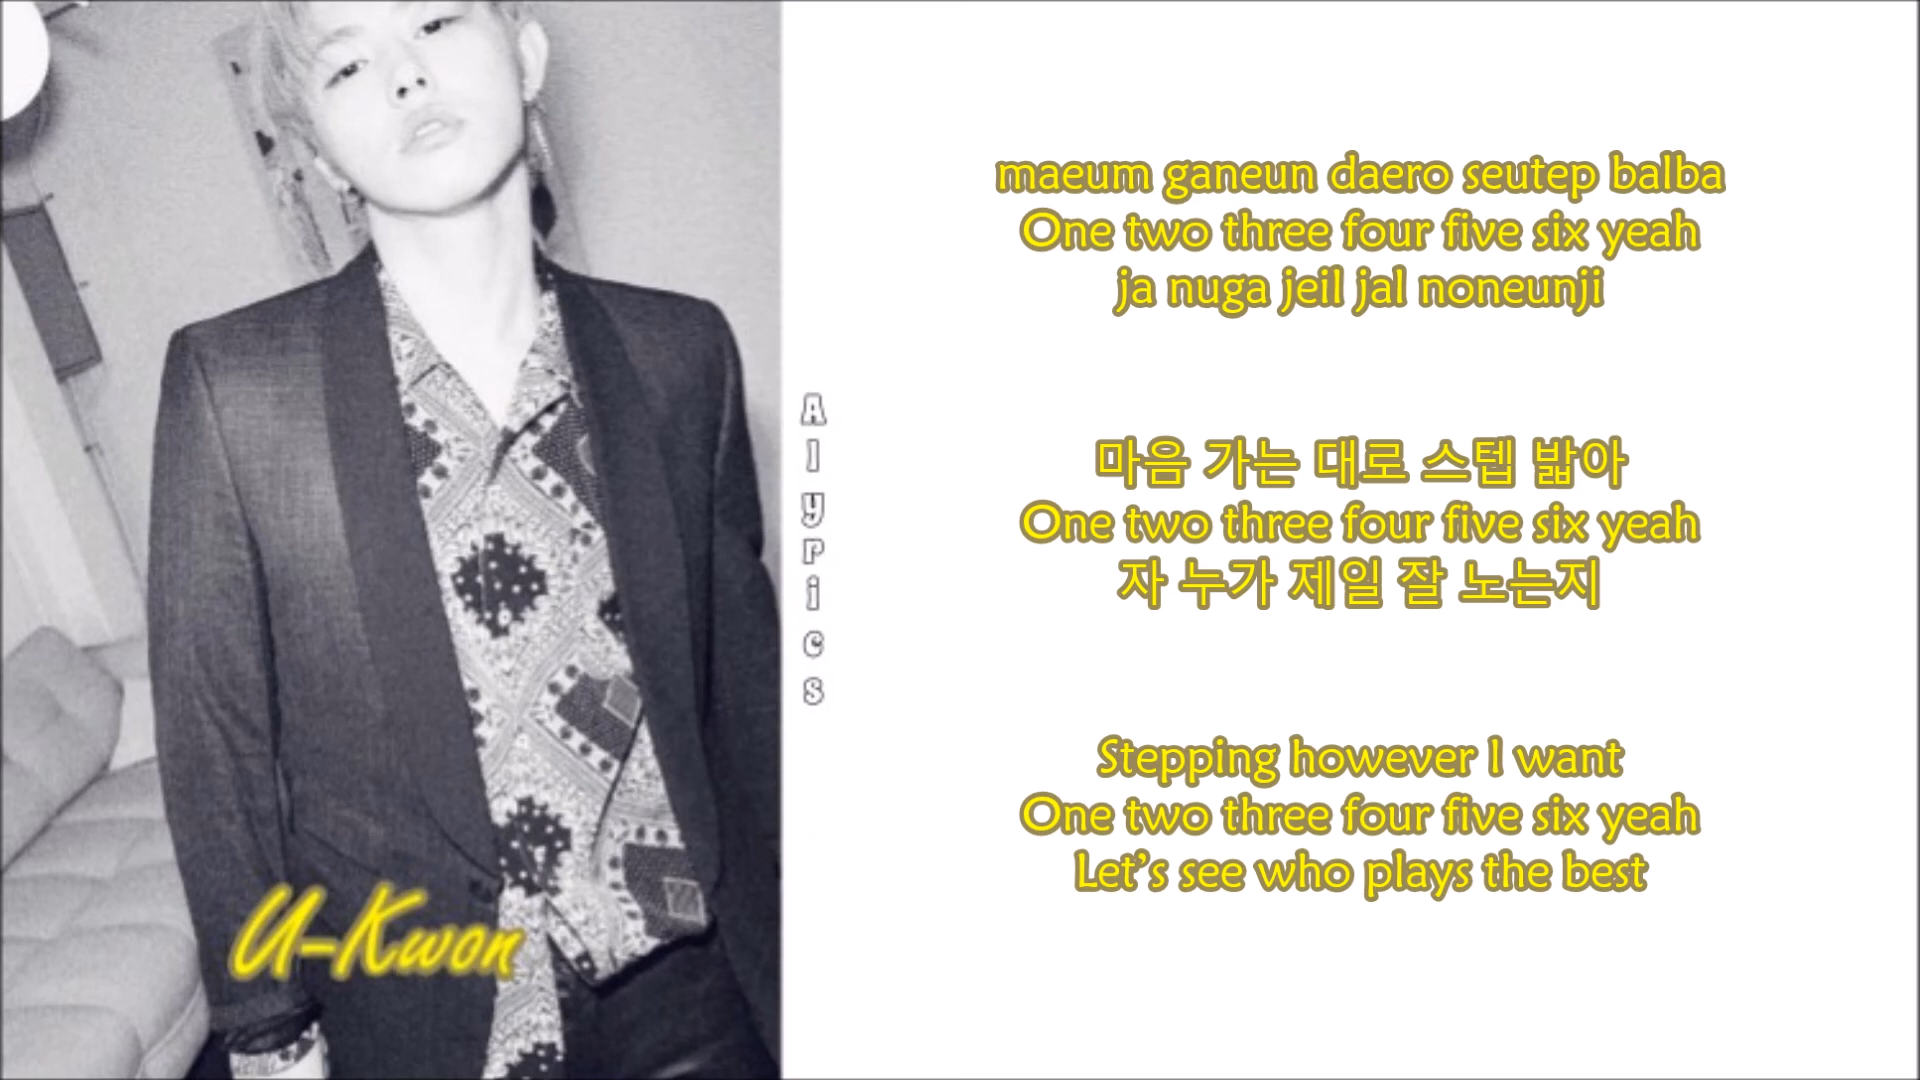 U-Kwon
Alyrics
maeum ganeun daero seutep balba
One two three four five six yeah
ja nuga jeil jal noneunji
마음 가는 대로 스텝 밟아
One two three four five six yeah
자 누가 제일 잘 노는지
Stepping however I want
One two three four five six yeah
Let's see who plays the best